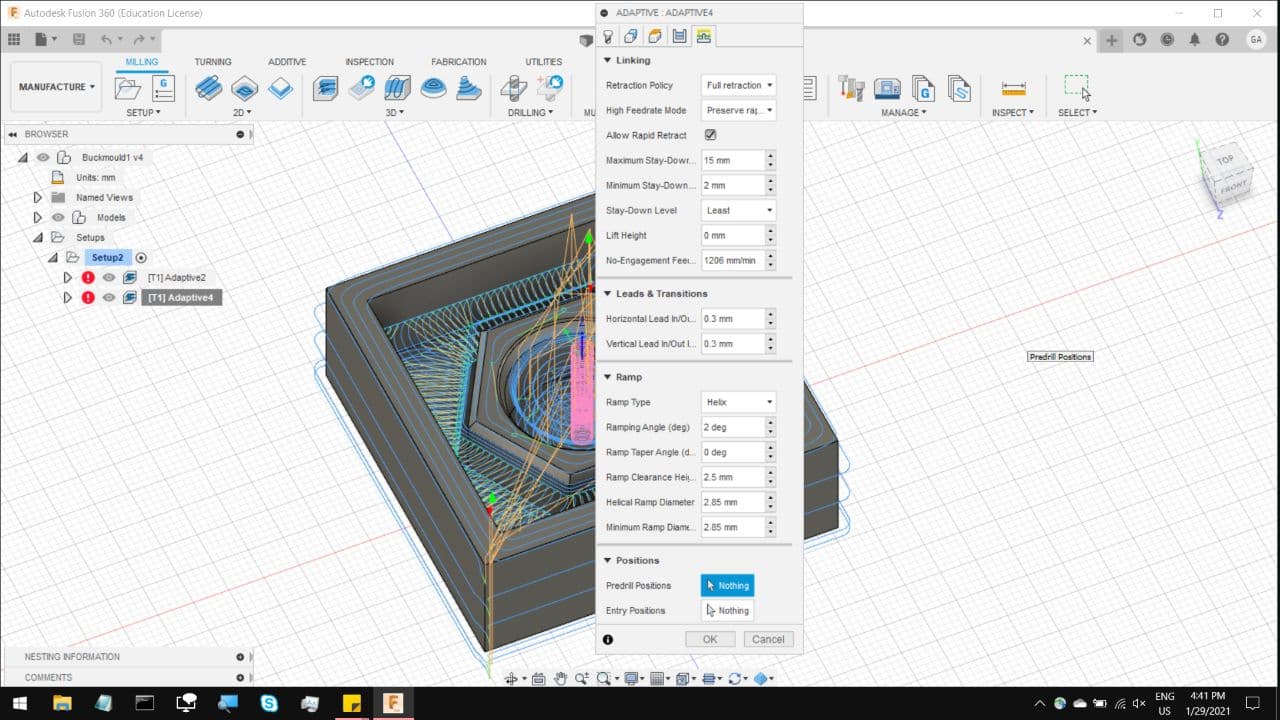 Autodesk Fusion 360 (Education License)
ADAPTIVE : ADAPTIVE4
GA
MILLING TURNING ADDITIVE INSPECTION FABRICATION UTILITIES
MANUFACTURE
G
G
SETUP 2D 3D DRILLING MU MANAGE INSPECT SELECT
BROWSER
Buckmould1 v4
Units: mm
Named Views
Models
Setups
Setup2
[T1] Adaptive2
[T1] Adaptive4
Linking
Retraction Policy Full retraction
High Feedrate Mode Preserve rap...
Allow Rapid Retract
Maximum Stay-Down... 15 mm
Minimum Stay-Down... 2 mm
Stay-Down Level Least
Lift Height 0 mm
No-Engagement Fee... 1206 mm/min
Leads & Transitions
Horizontal Lead In/Ou... 0.3 mm
Vertical Lead In/Out I... 0.3 mm
Ramp
Ramp Type Helix
Ramping Angle (deg) 2 deg
Ramp Taper Angle (d... 0 deg
Ramp Clearance Heig... 2.5 mm
Helical Ramp Diameter 2.85 mm
Minimum Ramp Diame... 2.85 mm
Positions
Predrill Positions Nothing
Entry Positions Nothing
OK Cancel
TOP
FRONT
Z
Predrill Positions
NESTING INFORMATION
COMMENTS
ENG
US
4:41 PM
1/29/2021